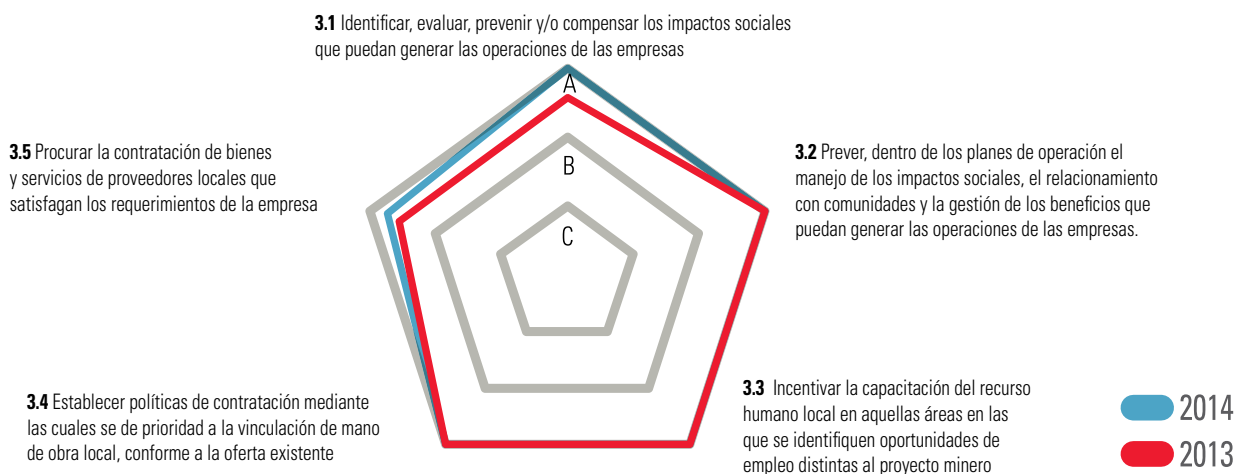 3.1 Identificar, evaluar, prevenir y/o compensar los impactos sociales
que puedan generar las operaciones de las empresas
A
B
C
3.5 Procurar la contratación de bienes
y servicios de proveedores locales que
satisfagan los requerimientos de la empresa
3.2 Prever, dentro de los planes de operación el
manejo de los impactos sociales, el relacionamiento
con comunidades y la gestión de los beneficios que
puedan generar las operaciones de las empresas.
3.4 Establecer políticas de contratación mediante
las cuales se de prioridad a la vinculación de mano
de obra local, conforme a la oferta existente
3.3 Incentivar la capacitación del recurso
humano local en aquellas áreas en las
que se identifiquen oportunidades de
empleo distintas al proyecto minero
2014
2013